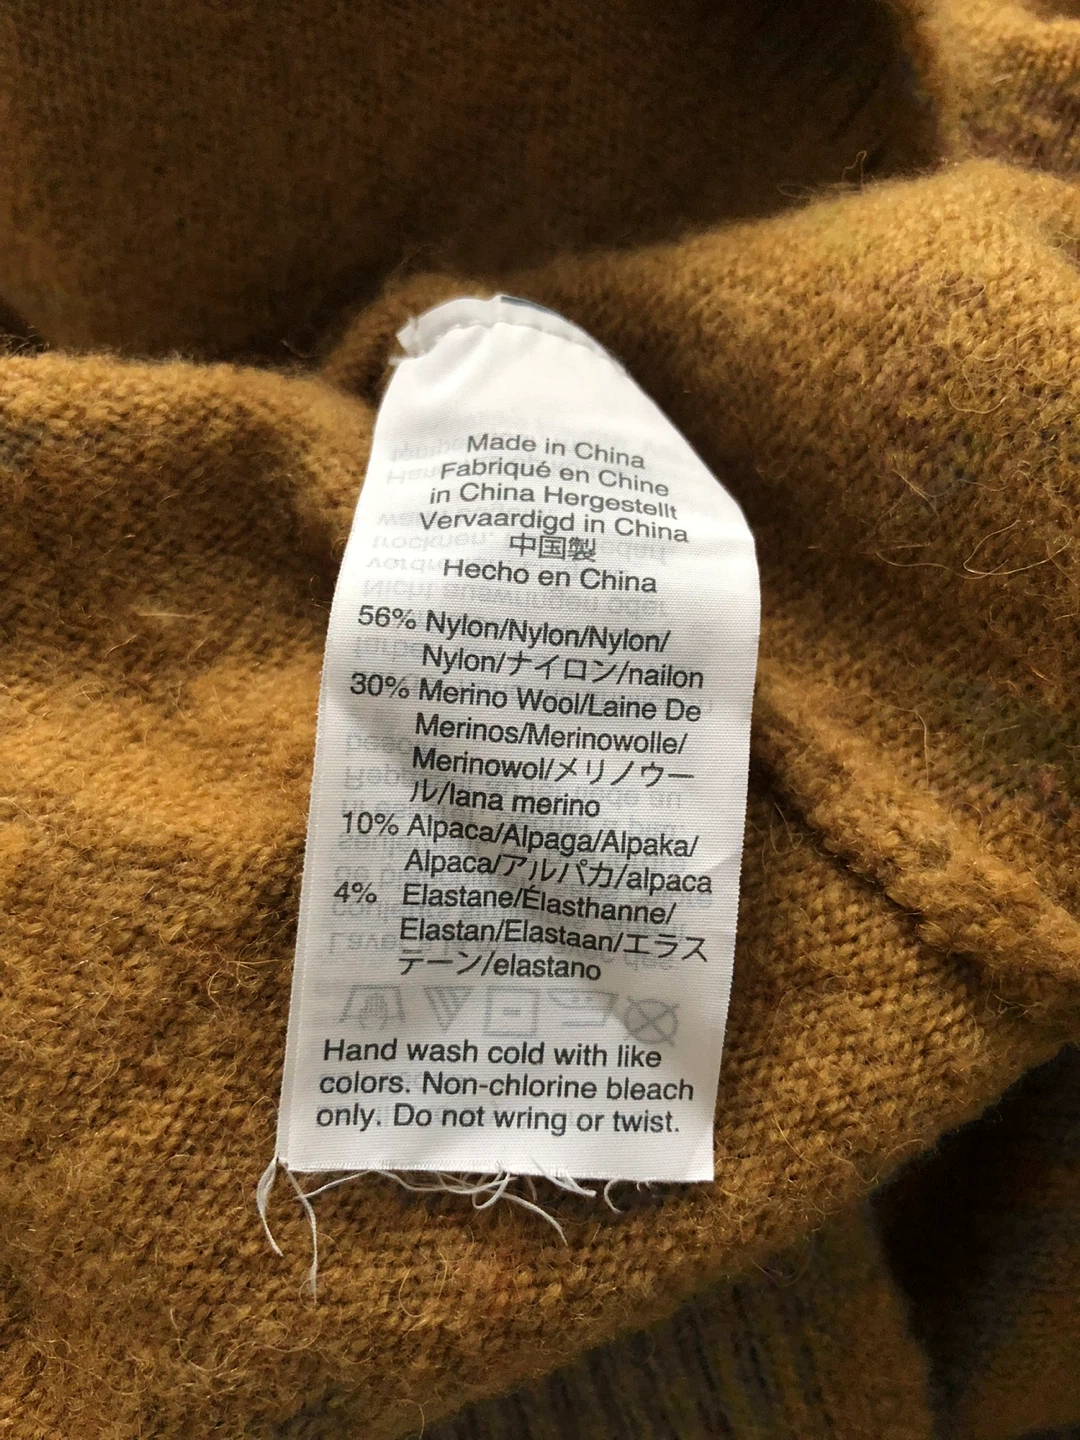 Made in China
Fabriqué en Chine
in China Hergestellt
Vervaardigd in China
中国製
Hecho en China
56% Nylon/Nylon/Nylon/
Nylon/ナイロン/nailon
30% Merino Wool/Laine De
Merinos/Merinowolle/
Merinowol/メリノウー
ル/lana merino
10% Alpaca/Alpaga/Alpaka/
Alpaca/アルパカ/alpaca
4% Elastane/Élasthanne/
Elastan/Elastaan/エラス
テーン/elastano
Hand wash cold with like
colors. Non-chlorine bleach
only. Do not wring or twist.